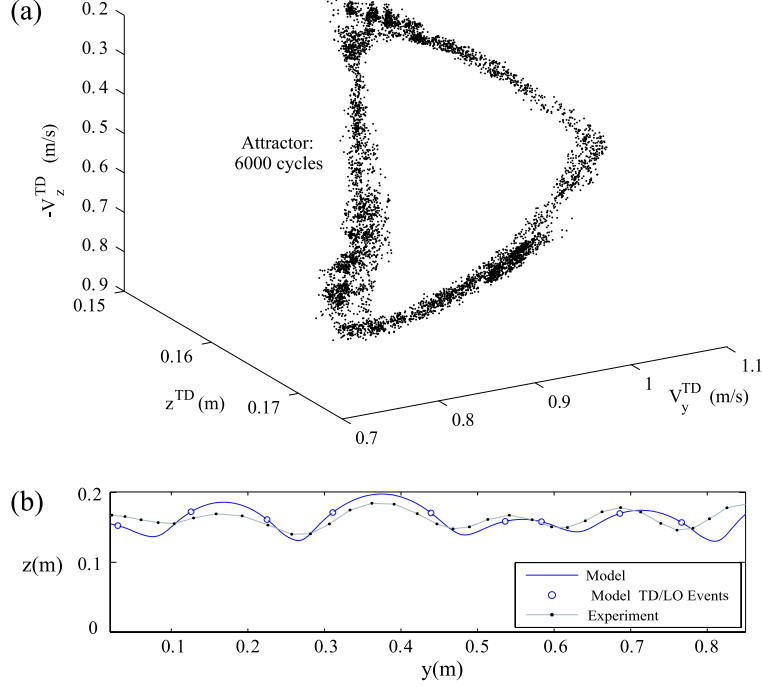 (a)
0.2
0.3
0.4
0.5
0.6
0.7
0.8
0.9
-V_z^TD (m/s)
Attractor:
6000 cycles
0.15
0.16
0.17
z^TD (m)
0.7
0.8
0.9
1
1.1
V_y^TD (m/s)
(b)
0.2
0.1
0
z(m)
Model
Model TD/LO Events
Experiment
0.1
0.2
0.3
0.4
0.5
0.6
0.7
0.8
y(m)